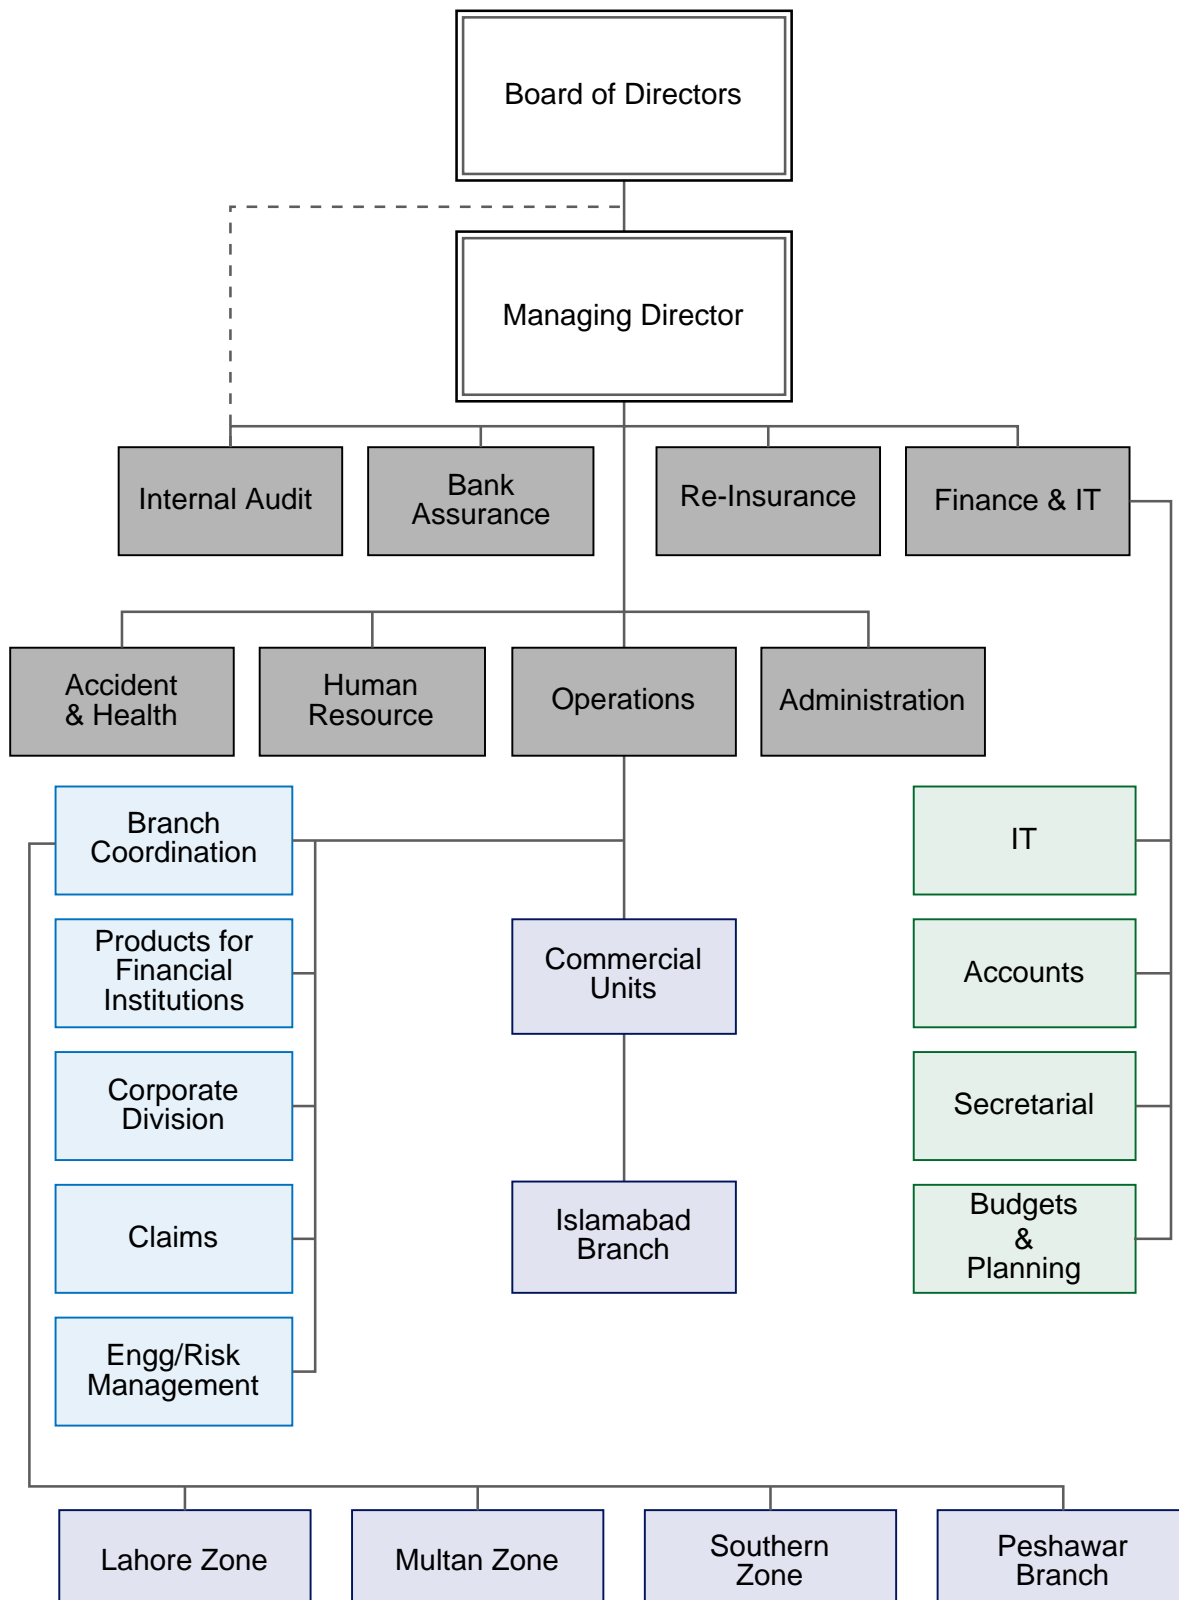 Board of Directors
Managing Director
Internal Audit
Bank
Assurance
Re-Insurance
Finance & IT
Accident
& Health
Human
Resource
Operations
Administration
Branch
Coordination
IT
Products for
Financial
Institutions
Commercial
Units
Accounts
Corporate
Division
Secretarial
Claims
Islamabad
Branch
Budgets
&
Planning
Engg/Risk
Management
Lahore Zone
Multan Zone
Southern
Zone
Peshawar
Branch